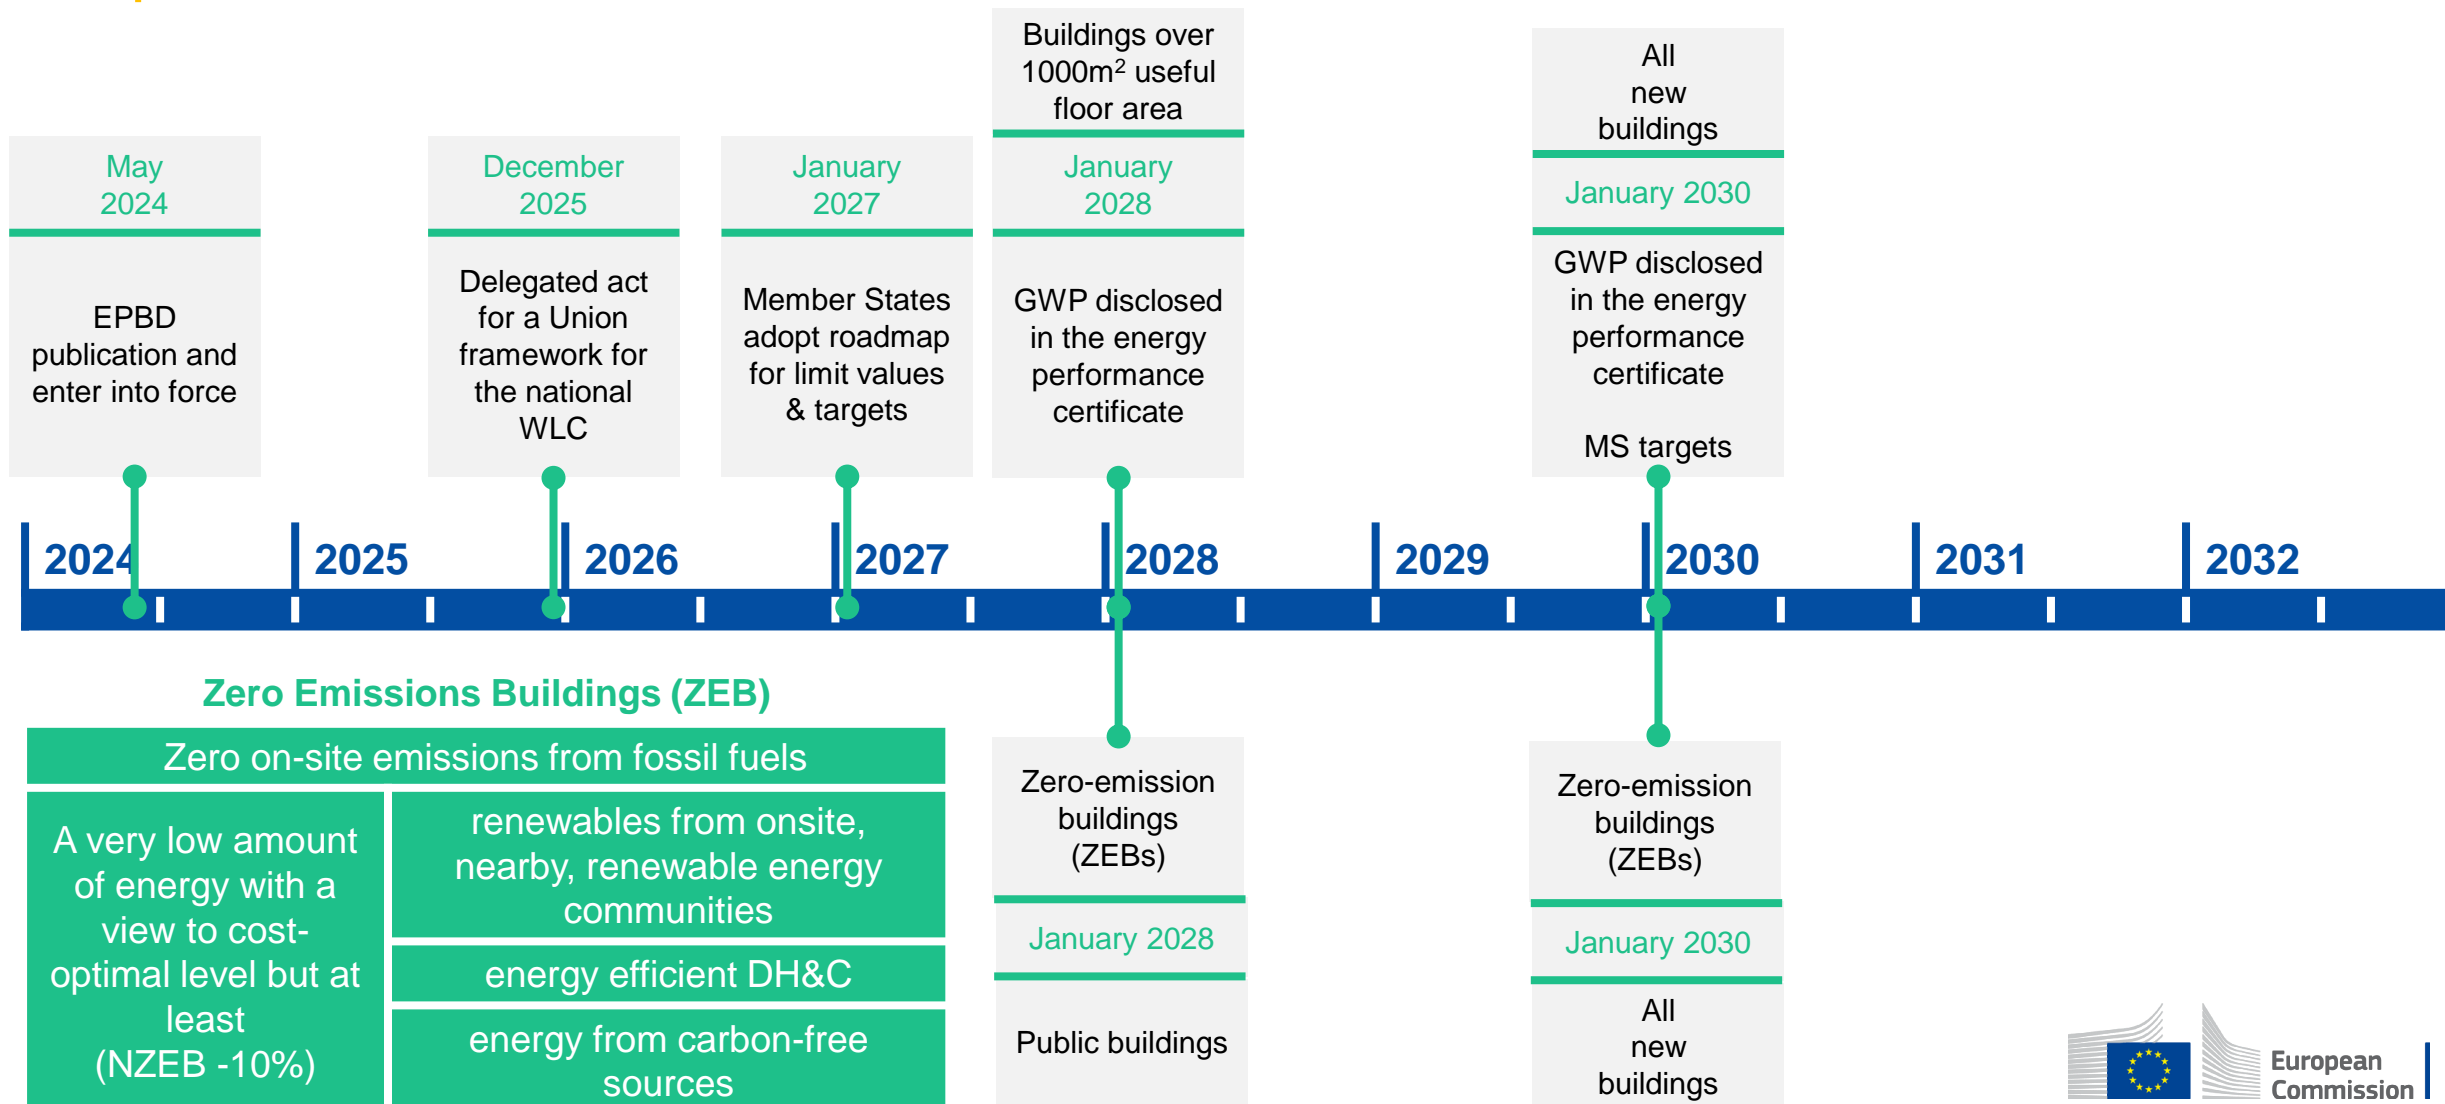 Buildings over
1000m² useful
floor area
All
new
buildings
May
2024
December
2025
January
2027
January
2028
January 2030
EPBD
publication and
enter into force
Delegated act
for a Union
framework for
the national
WLC
Member States
adopt roadmap
for limit values
& targets
GWP disclosed
in the energy
performance
certificate
GWP disclosed
in the energy
performance
certificate
MS targets
2024
2025
2026
2027
2028
2029
2030
2031
2032
Zero Emissions Buildings (ZEB)
Zero on-site emissions from fossil fuels
A very low amount
of energy with a
view to cost-
optimal level but at
least
(NZEB -10%)
renewables from onsite,
nearby, renewable energy
communities
energy efficient DH&C
energy from carbon-free
sources
Zero-emission
buildings
(ZEBs)
January 2028
Public buildings
Zero-emission
buildings
(ZEBs)
January 2030
All
new
buildings
European
Commission